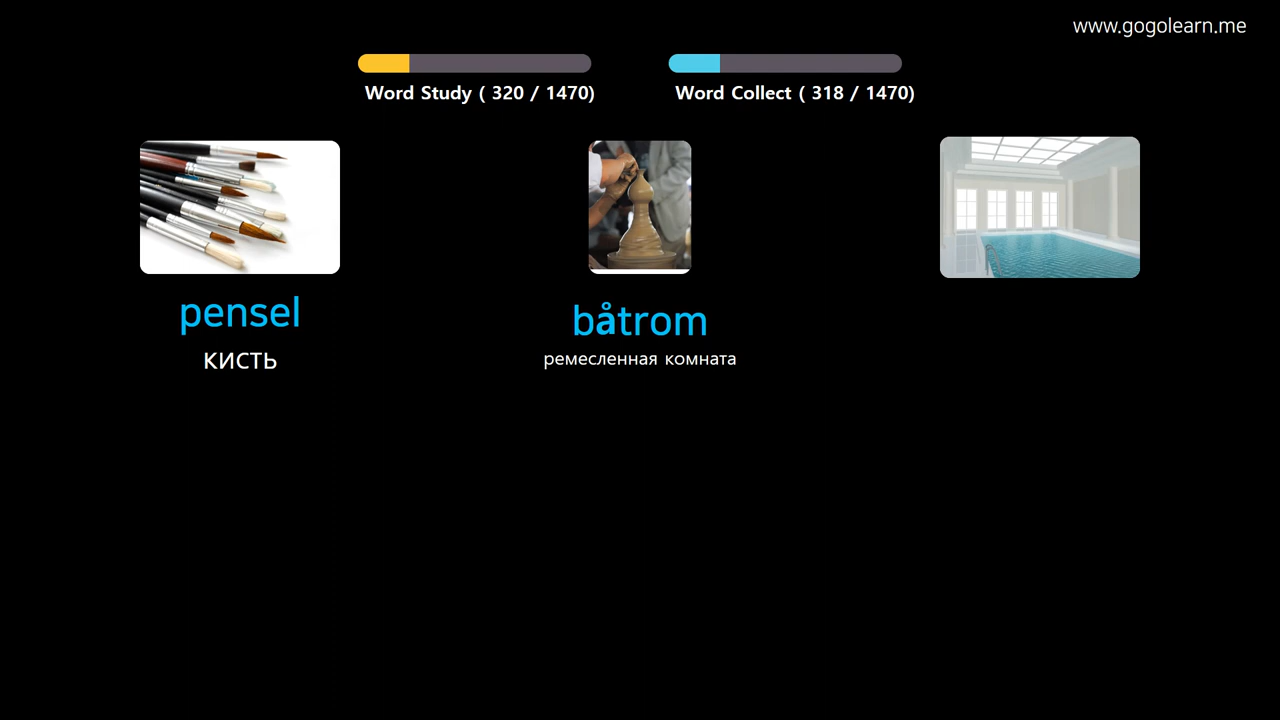 www.gogolearn.me
Word Study ( 320 / 1470)
Word Collect ( 318 / 1470)
pensel
båtrom
кисть
ремесленная комната